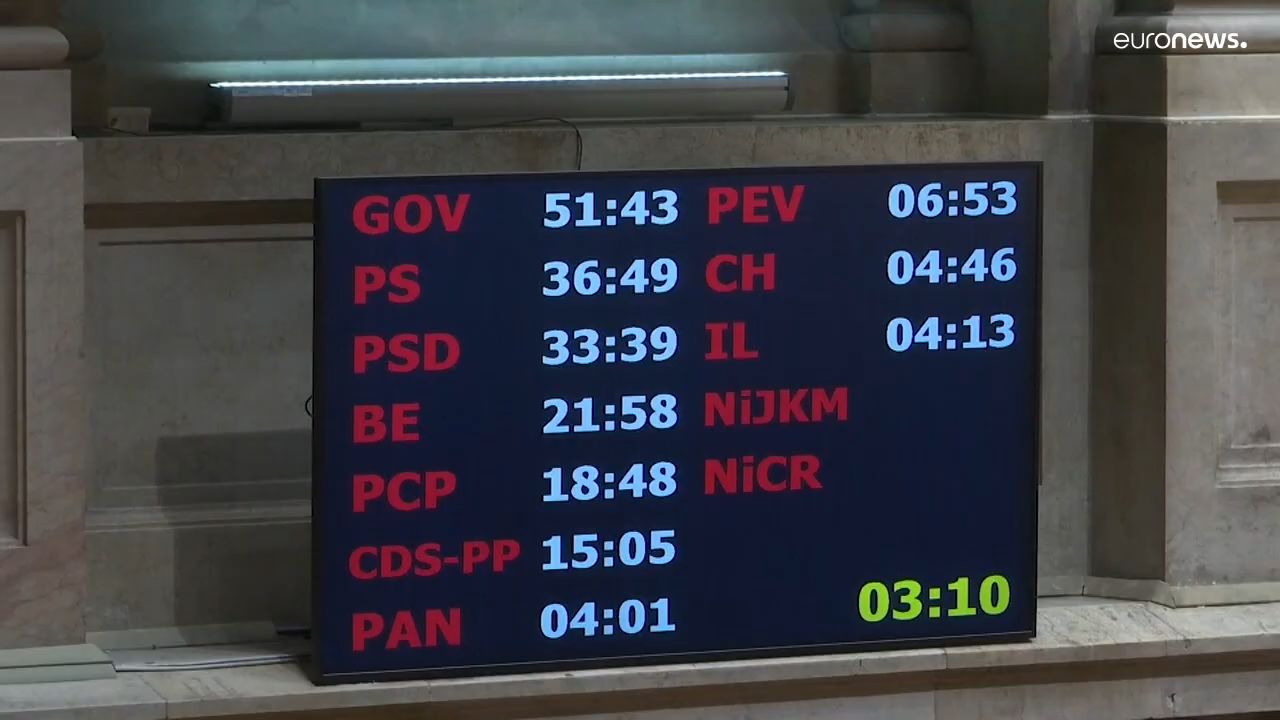 euronews.
GOV 51:43 PEV 06:53
PS 36:49 CH 04:46
PSD 33:39 IL 04:13
BE 21:58 NiJKM
PCP 18:48 NiCR
CDS-PP 15:05
PAN 04:01 03:10